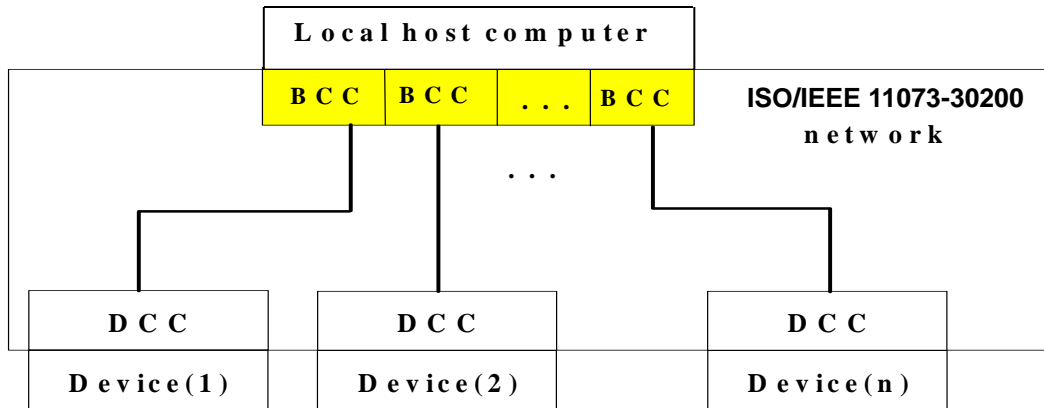 Local host computer
BCC BCC ... BCC
ISO/IEEE 11073-30200
network
...
DCC DCC DCC
Device(1) Device(2) Device(n)